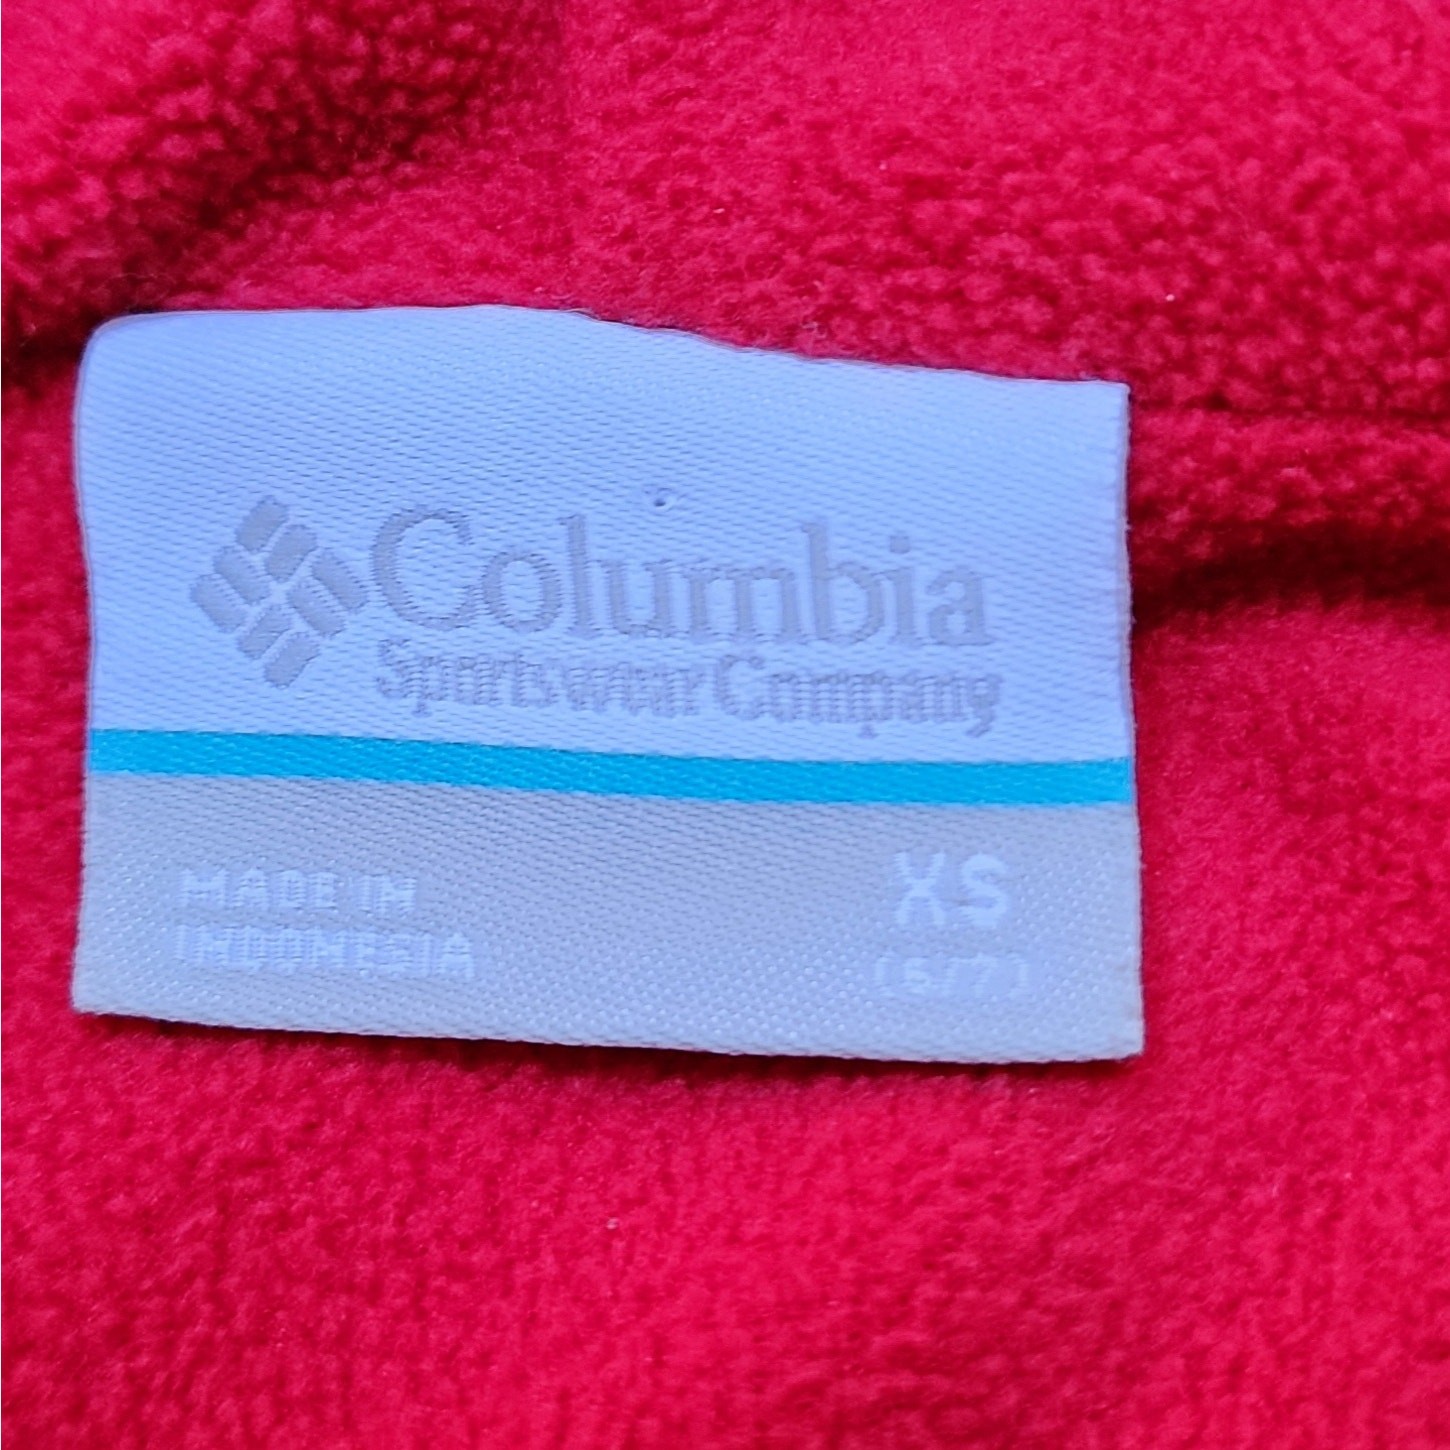 Columbia
Sportswear Company
MADE IN
INDONESIA
XS
(6/7)